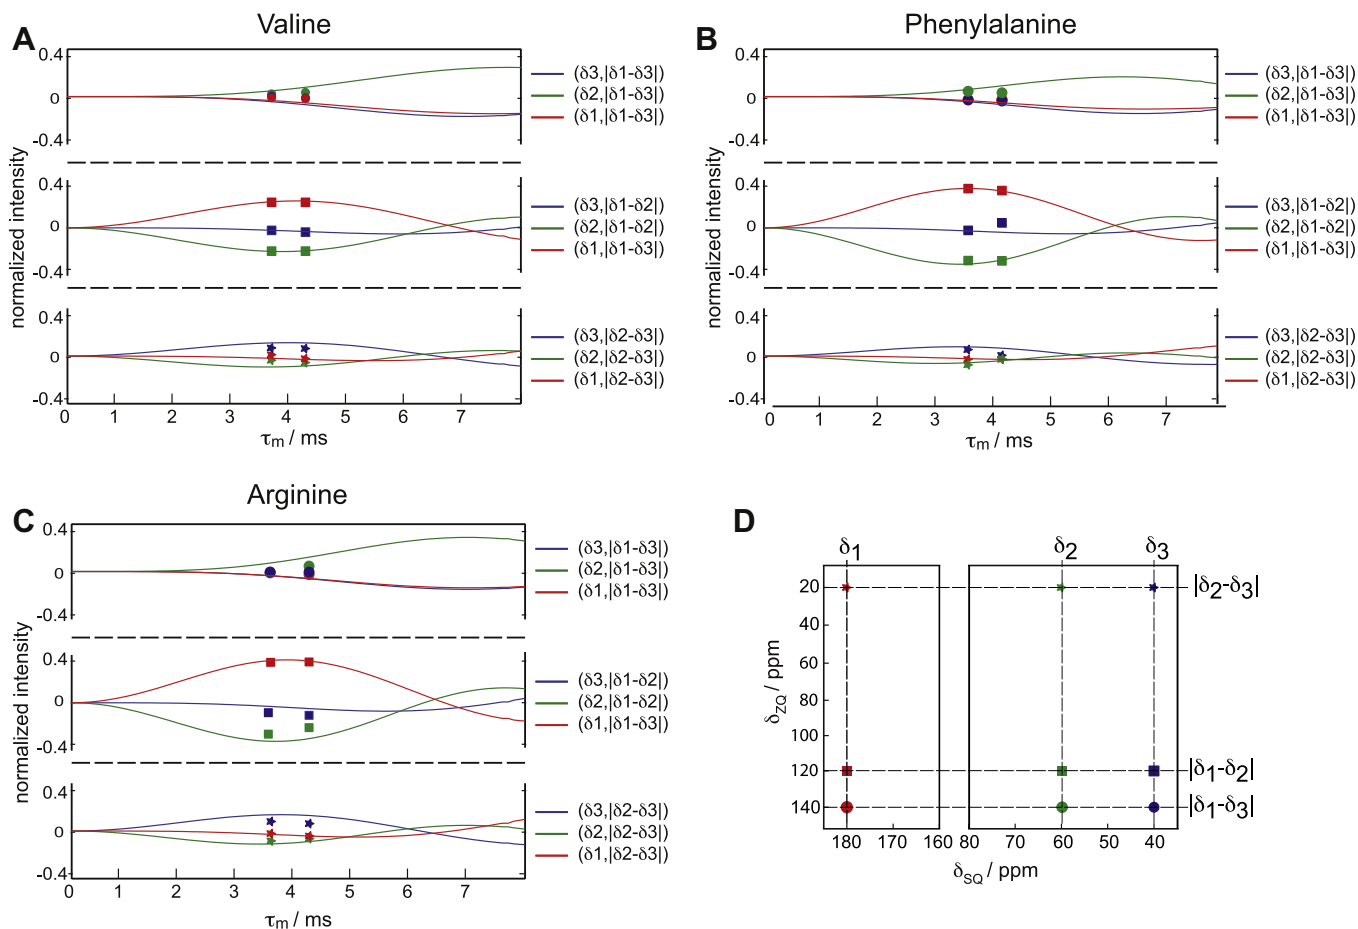 A
Valine
0.4
0
-0.4
(δ3,|δ1-δ3|)
(δ2,|δ1-δ3|)
(δ1,|δ1-δ3|)
0.4
0
-0.4
(δ3,|δ1-δ2|)
(δ2,|δ1-δ2|)
(δ1,|δ1-δ3|)
0.4
0
-0.4
(δ3,|δ2-δ3|)
(δ2,|δ2-δ3|)
(δ1,|δ2-δ3|)
normalized intensity
0 1 2 3 4 5 6 7
τm / ms
B
Phenylalanine
0.4
0
-0.4
(δ3,|δ1-δ3|)
(δ2,|δ1-δ3|)
(δ1,|δ1-δ3|)
0.4
0
-0.4
(δ3,|δ1-δ2|)
(δ2,|δ1-δ2|)
(δ1,|δ1-δ3|)
0.4
0
-0.4
(δ3,|δ2-δ3|)
(δ2,|δ2-δ3|)
(δ1,|δ2-δ3|)
normalized intensity
0 1 2 3 4 5 6 7
τm / ms
C
Arginine
0.4
0
-0.4
(δ3,|δ1-δ3|)
(δ2,|δ1-δ3|)
(δ1,|δ1-δ3|)
0.4
0
-0.4
(δ3,|δ1-δ2|)
(δ2,|δ1-δ2|)
(δ1,|δ1-δ3|)
0.4
0
-0.4
(δ3,|δ2-δ3|)
(δ2,|δ2-δ3|)
(δ1,|δ2-δ3|)
normalized intensity
0 1 2 3 4 5 6 7
τm / ms
D
δ1 δ2 δ3
20 |δ2-δ3|
40
60
80
100
120 |δ1-δ2|
140 |δ1-δ3|
δZQ / ppm
180 170 160 80 70 60 50 40
δSQ / ppm